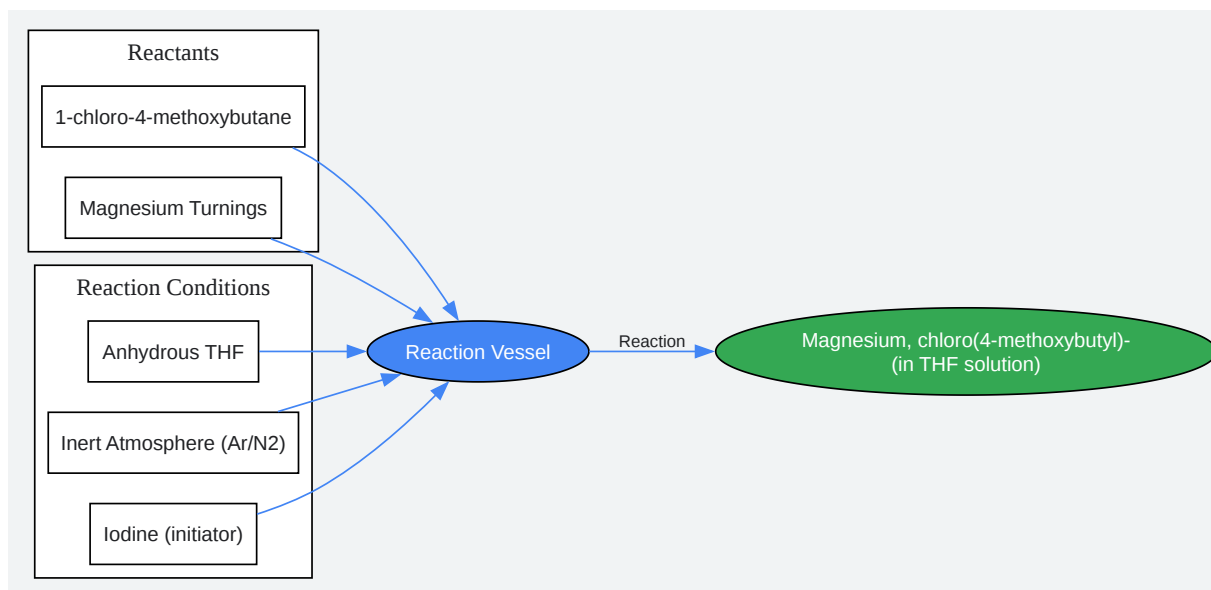 Reactants
1-chloro-4-methoxybutane
Magnesium Turnings
Reaction Conditions
Anhydrous THF
Inert Atmosphere (Ar/N2)
Iodine (initiator)
Reaction Vessel
Reaction
Magnesium, chloro(4-methoxybutyl)-
(in THF solution)